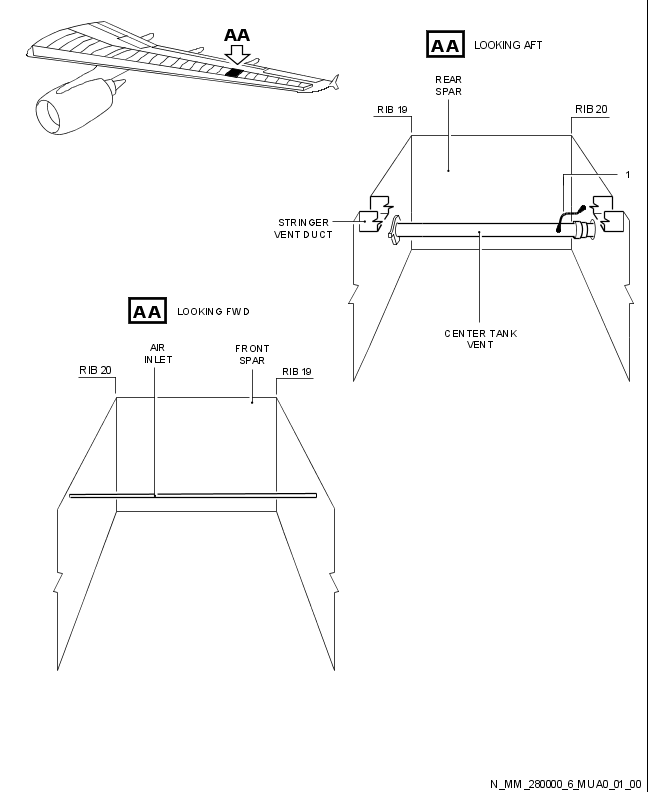 AA
AA LOOKING AFT
REAR
SPAR
RIB 19
RIB 20
1
STRINGER
VENT DUCT
CENTER TANK
VENT
AA LOOKING FWD
AIR
INLET
FRONT
SPAR
RIB 20
RIB 19
N_MM_280000_6_MUA0_01_00